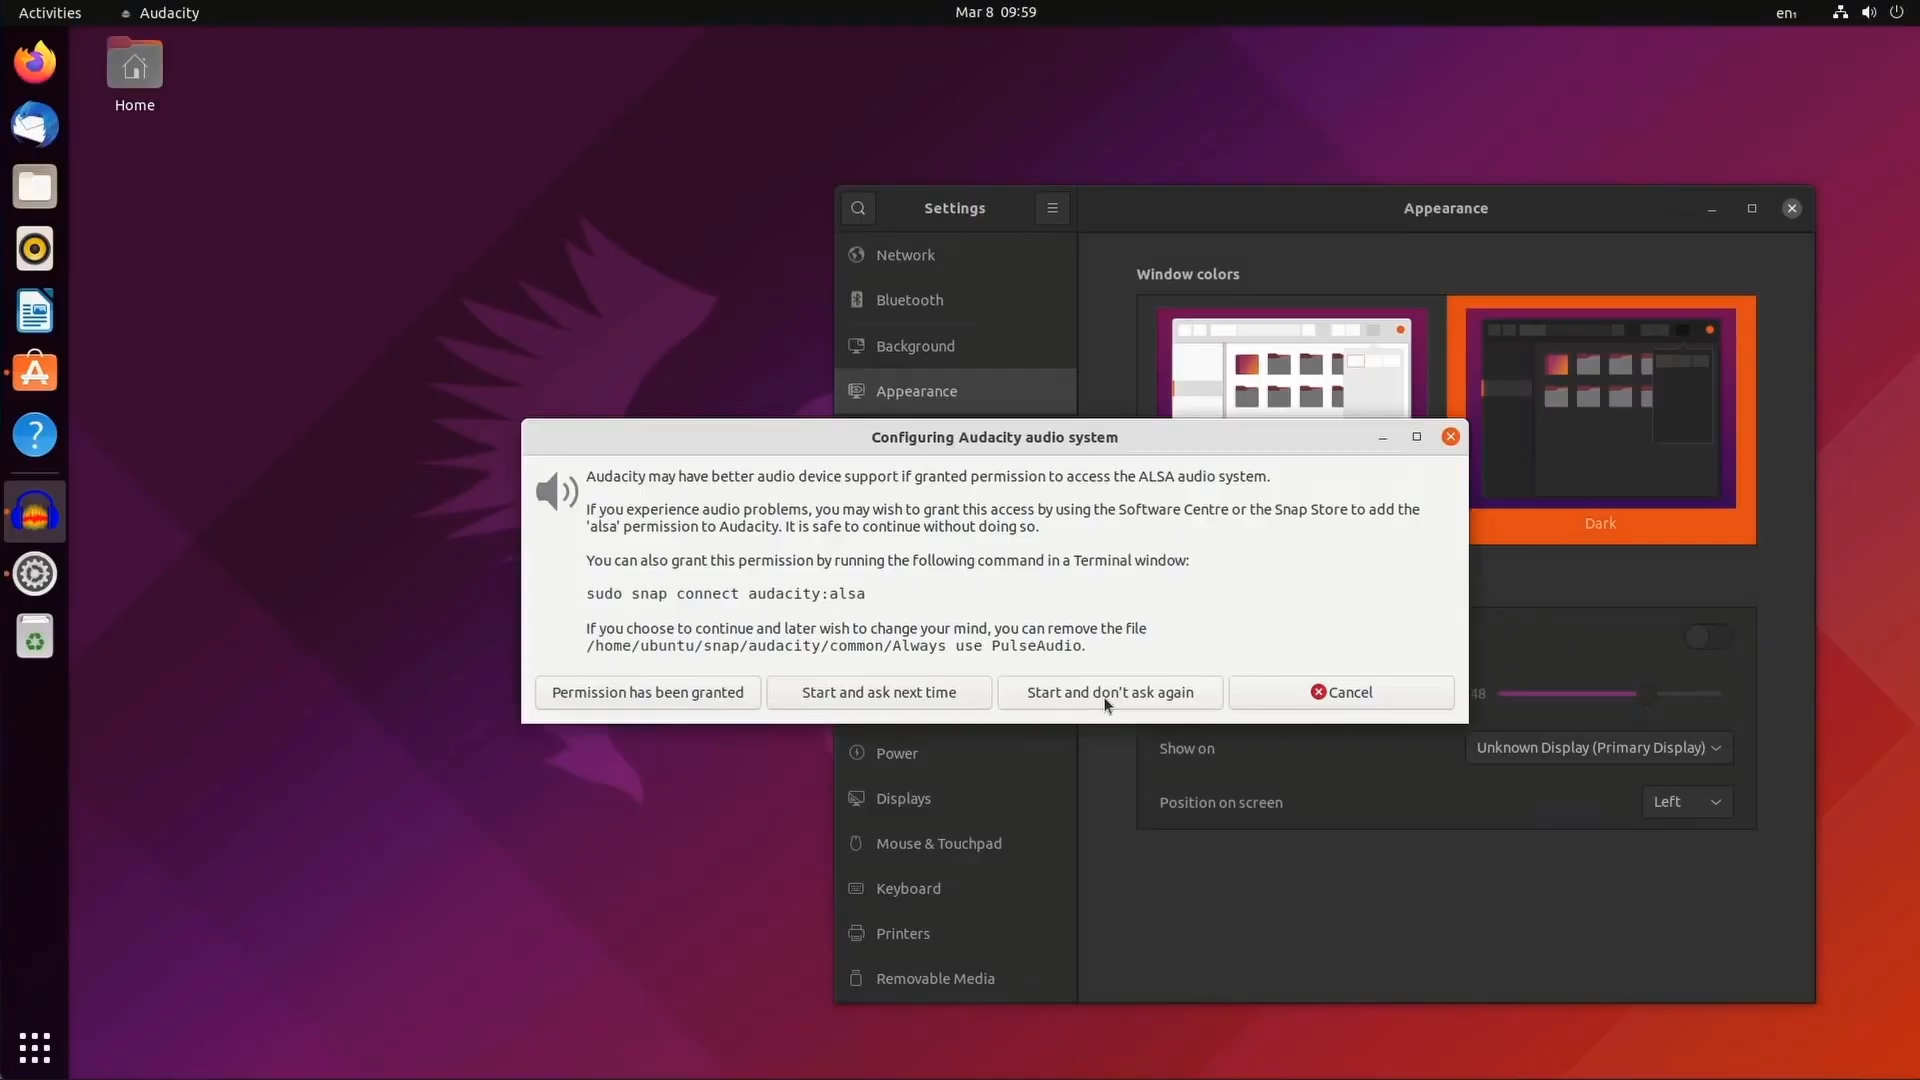 Activities
Audacity
Mar 8 09:59
en₁
Home
Settings
Appearance
Network
Bluetooth
Background
Appearance
Window colors
Dark
Configuring Audacity audio system
Audacity may have better audio device support if granted permission to access the ALSA audio system.
If you experience audio problems, you may wish to grant this access by using the Software Centre or the Snap Store to add the
'alsa' permission to Audacity. It is safe to continue without doing so.
You can also grant this permission by running the following command in a Terminal window:
sudo snap connect audacity:alsa
If you choose to continue and later wish to change your mind, you can remove the file
/home/ubuntu/snap/audacity/common/Always use PulseAudio.
Permission has been granted
Start and ask next time
Start and don't ask again
Cancel
48
Power
Displays
Mouse & Touchpad
Keyboard
Printers
Removable Media
Show on
Unknown Display (Primary Display)
Position on screen
Left